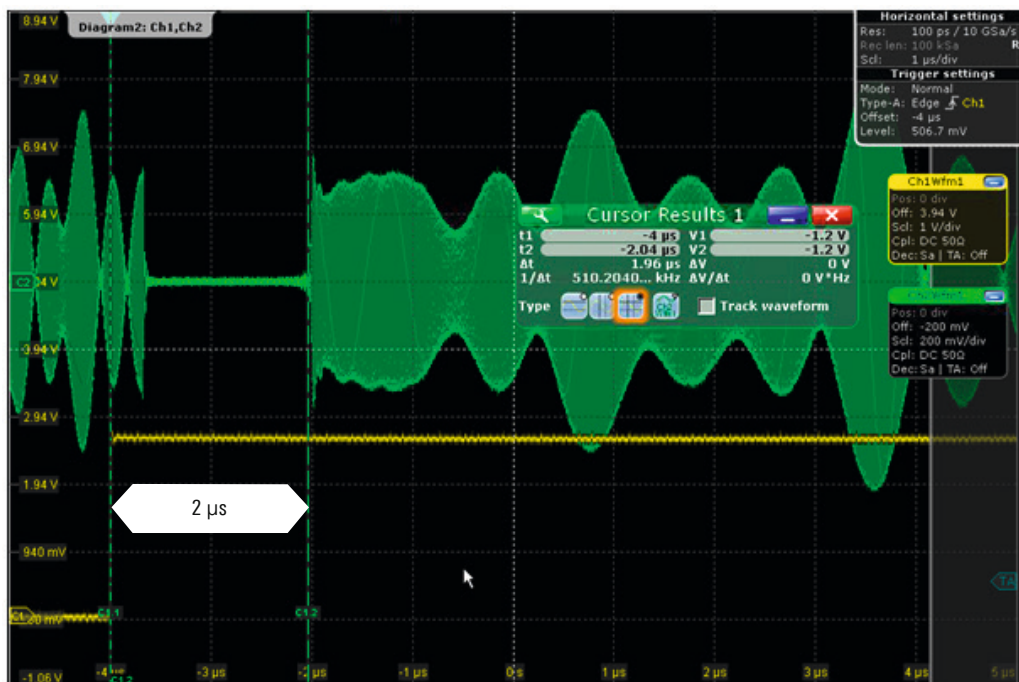 8.94 V
Diagram2: Ch1,Ch2
7.94 V
6.94 V
5.94 V
C2
3.94 V
2.94 V
1.94 V
940 mV
C1
-1.06 V
Horizontal settings
Res: 100 ps / 10 GSa/s
Rec len: 100 kSa R
Scl: 1 µs/div
Trigger settings
Mode: Normal
Type-A: Edge Ch1
Offset: -4 µs
Level: 506.7 mV
Ch1Wfm1
Pos: 0 div
Off: 3.94 V
Scl: 1 V/div
Cpl: DC 50Ω
Dec: Sa | TA: Off
Ch2Wfm1
Pos: 0 div
Off: -200 mV
Scl: 200 mV/div
Cpl: DC 50Ω
Dec: Sa | TA: Off
Cursor Results 1
t1 -4 µs V1 -1.2 V
t2 -2.04 µs V2 -1.2 V
Δt 1.96 µs ΔV 0 V
1/Δt 510.2040... kHz ΔV/Δt 0 V*Hz
Type Track waveform
2 µs
TA
C1.1 C1.2
-4 µs -3 µs -2 µs -1 µs 0 s 1 µs 2 µs 3 µs 4 µs 5 µs
C1.2